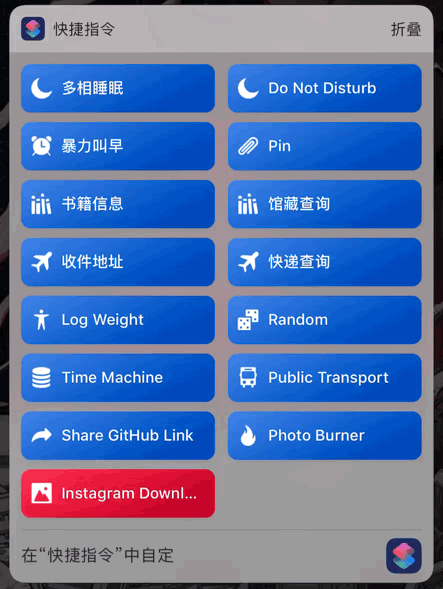 快捷指令 折叠
多相睡眠 Do Not Disturb
暴力叫早 Pin
书籍信息 馆藏查询
收件地址 快递查询
Log Weight Random
Time Machine Public Transport
Share GitHub Link Photo Burner
Instagram Downl...
在“快捷指令”中自定